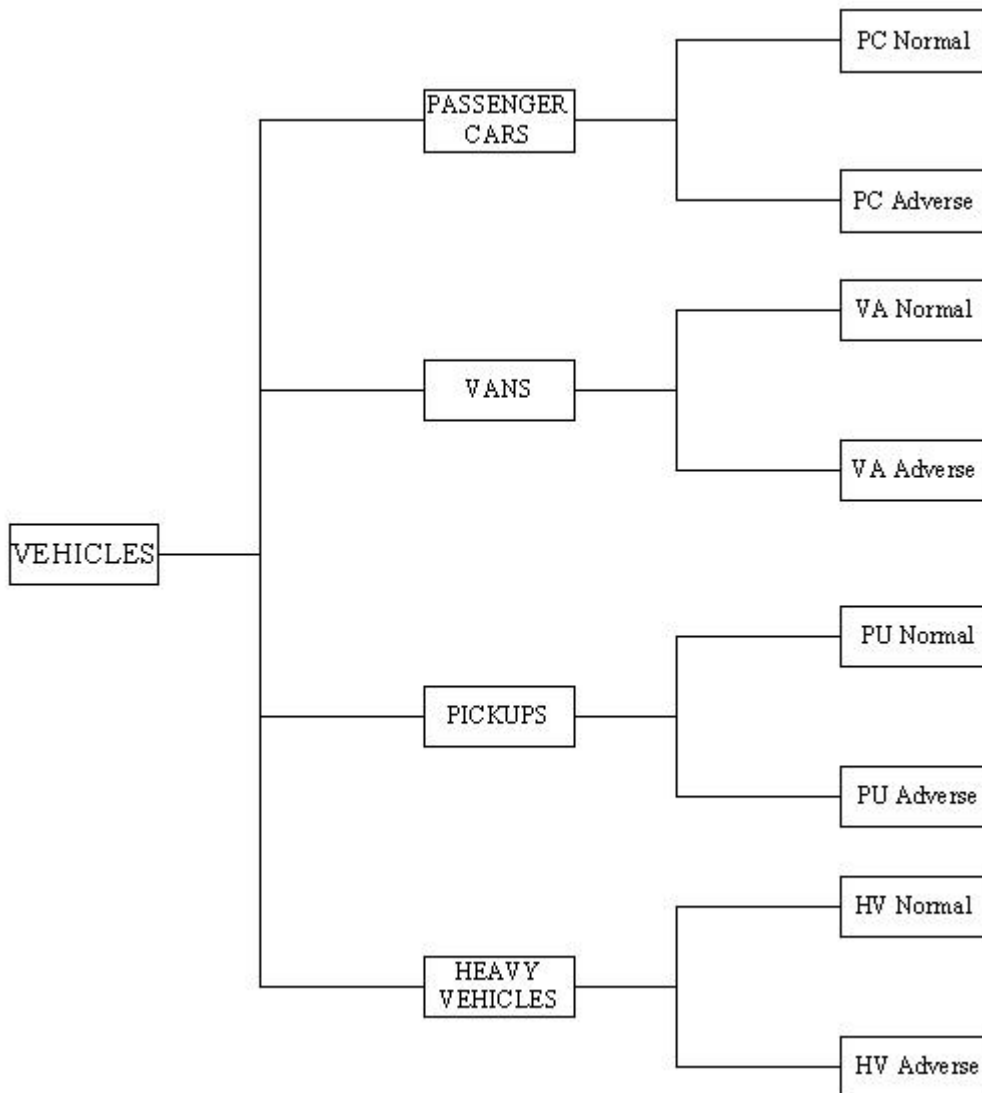 PC Normal
PASSENGER
CARS
PC Adverse
VA Normal
VANS
VA Adverse
VEHICLES
PU Normal
PICKUPS
PU Adverse
HV Normal
HEAVY
VEHICLES
HV Adverse